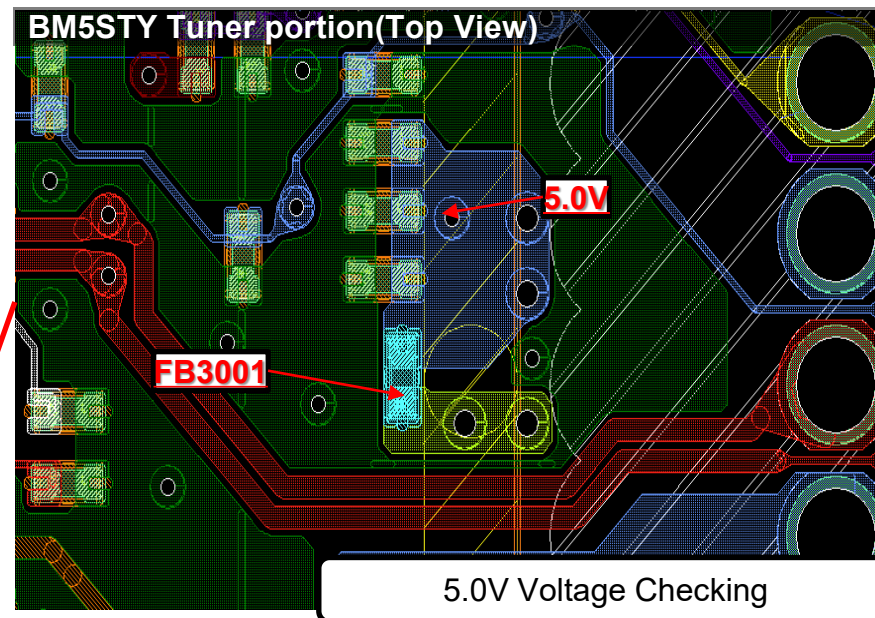 BM5STY Tuner portion(Top View)
5.0V
FB3001
5.0V Voltage Checking